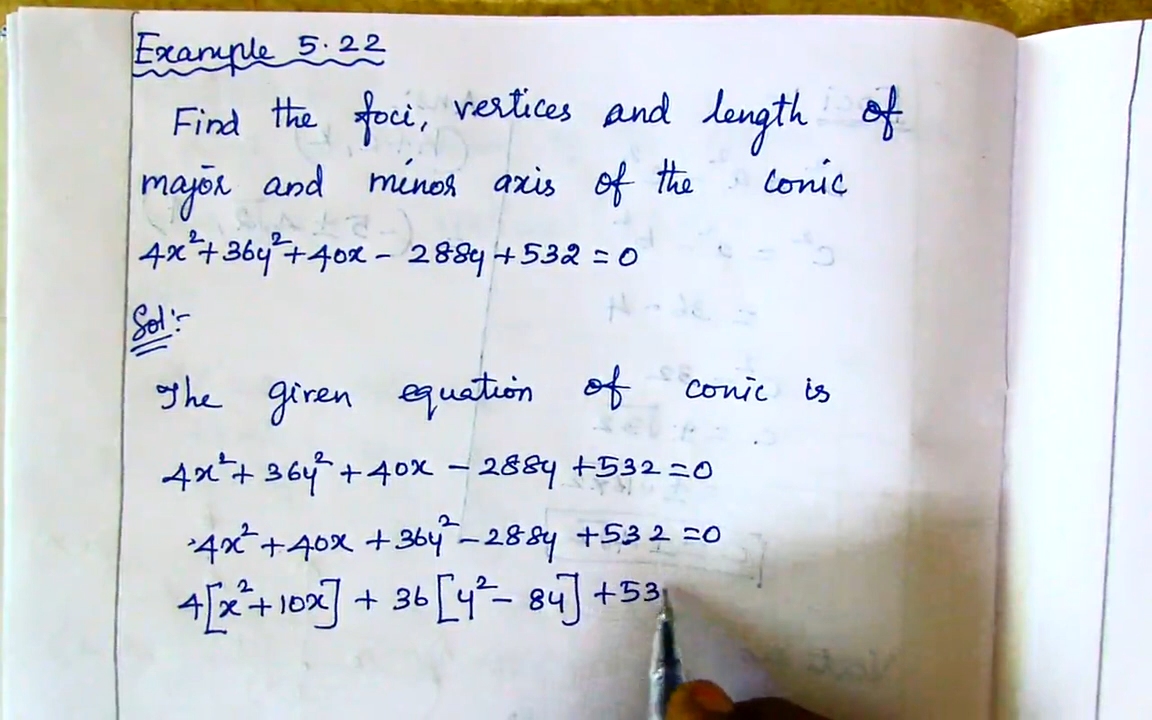 Example 5.22
Find the foci, vertices and length of
major and minor axis of the conic
4x²+36y²+40x - 288y+532=0
Sol:-
The given equation of conic is
4x²+36y²+40x-288y+532=0
4x²+40x+36y²-288y+532=0
4[x²+10x]+36[y²-8y]+53